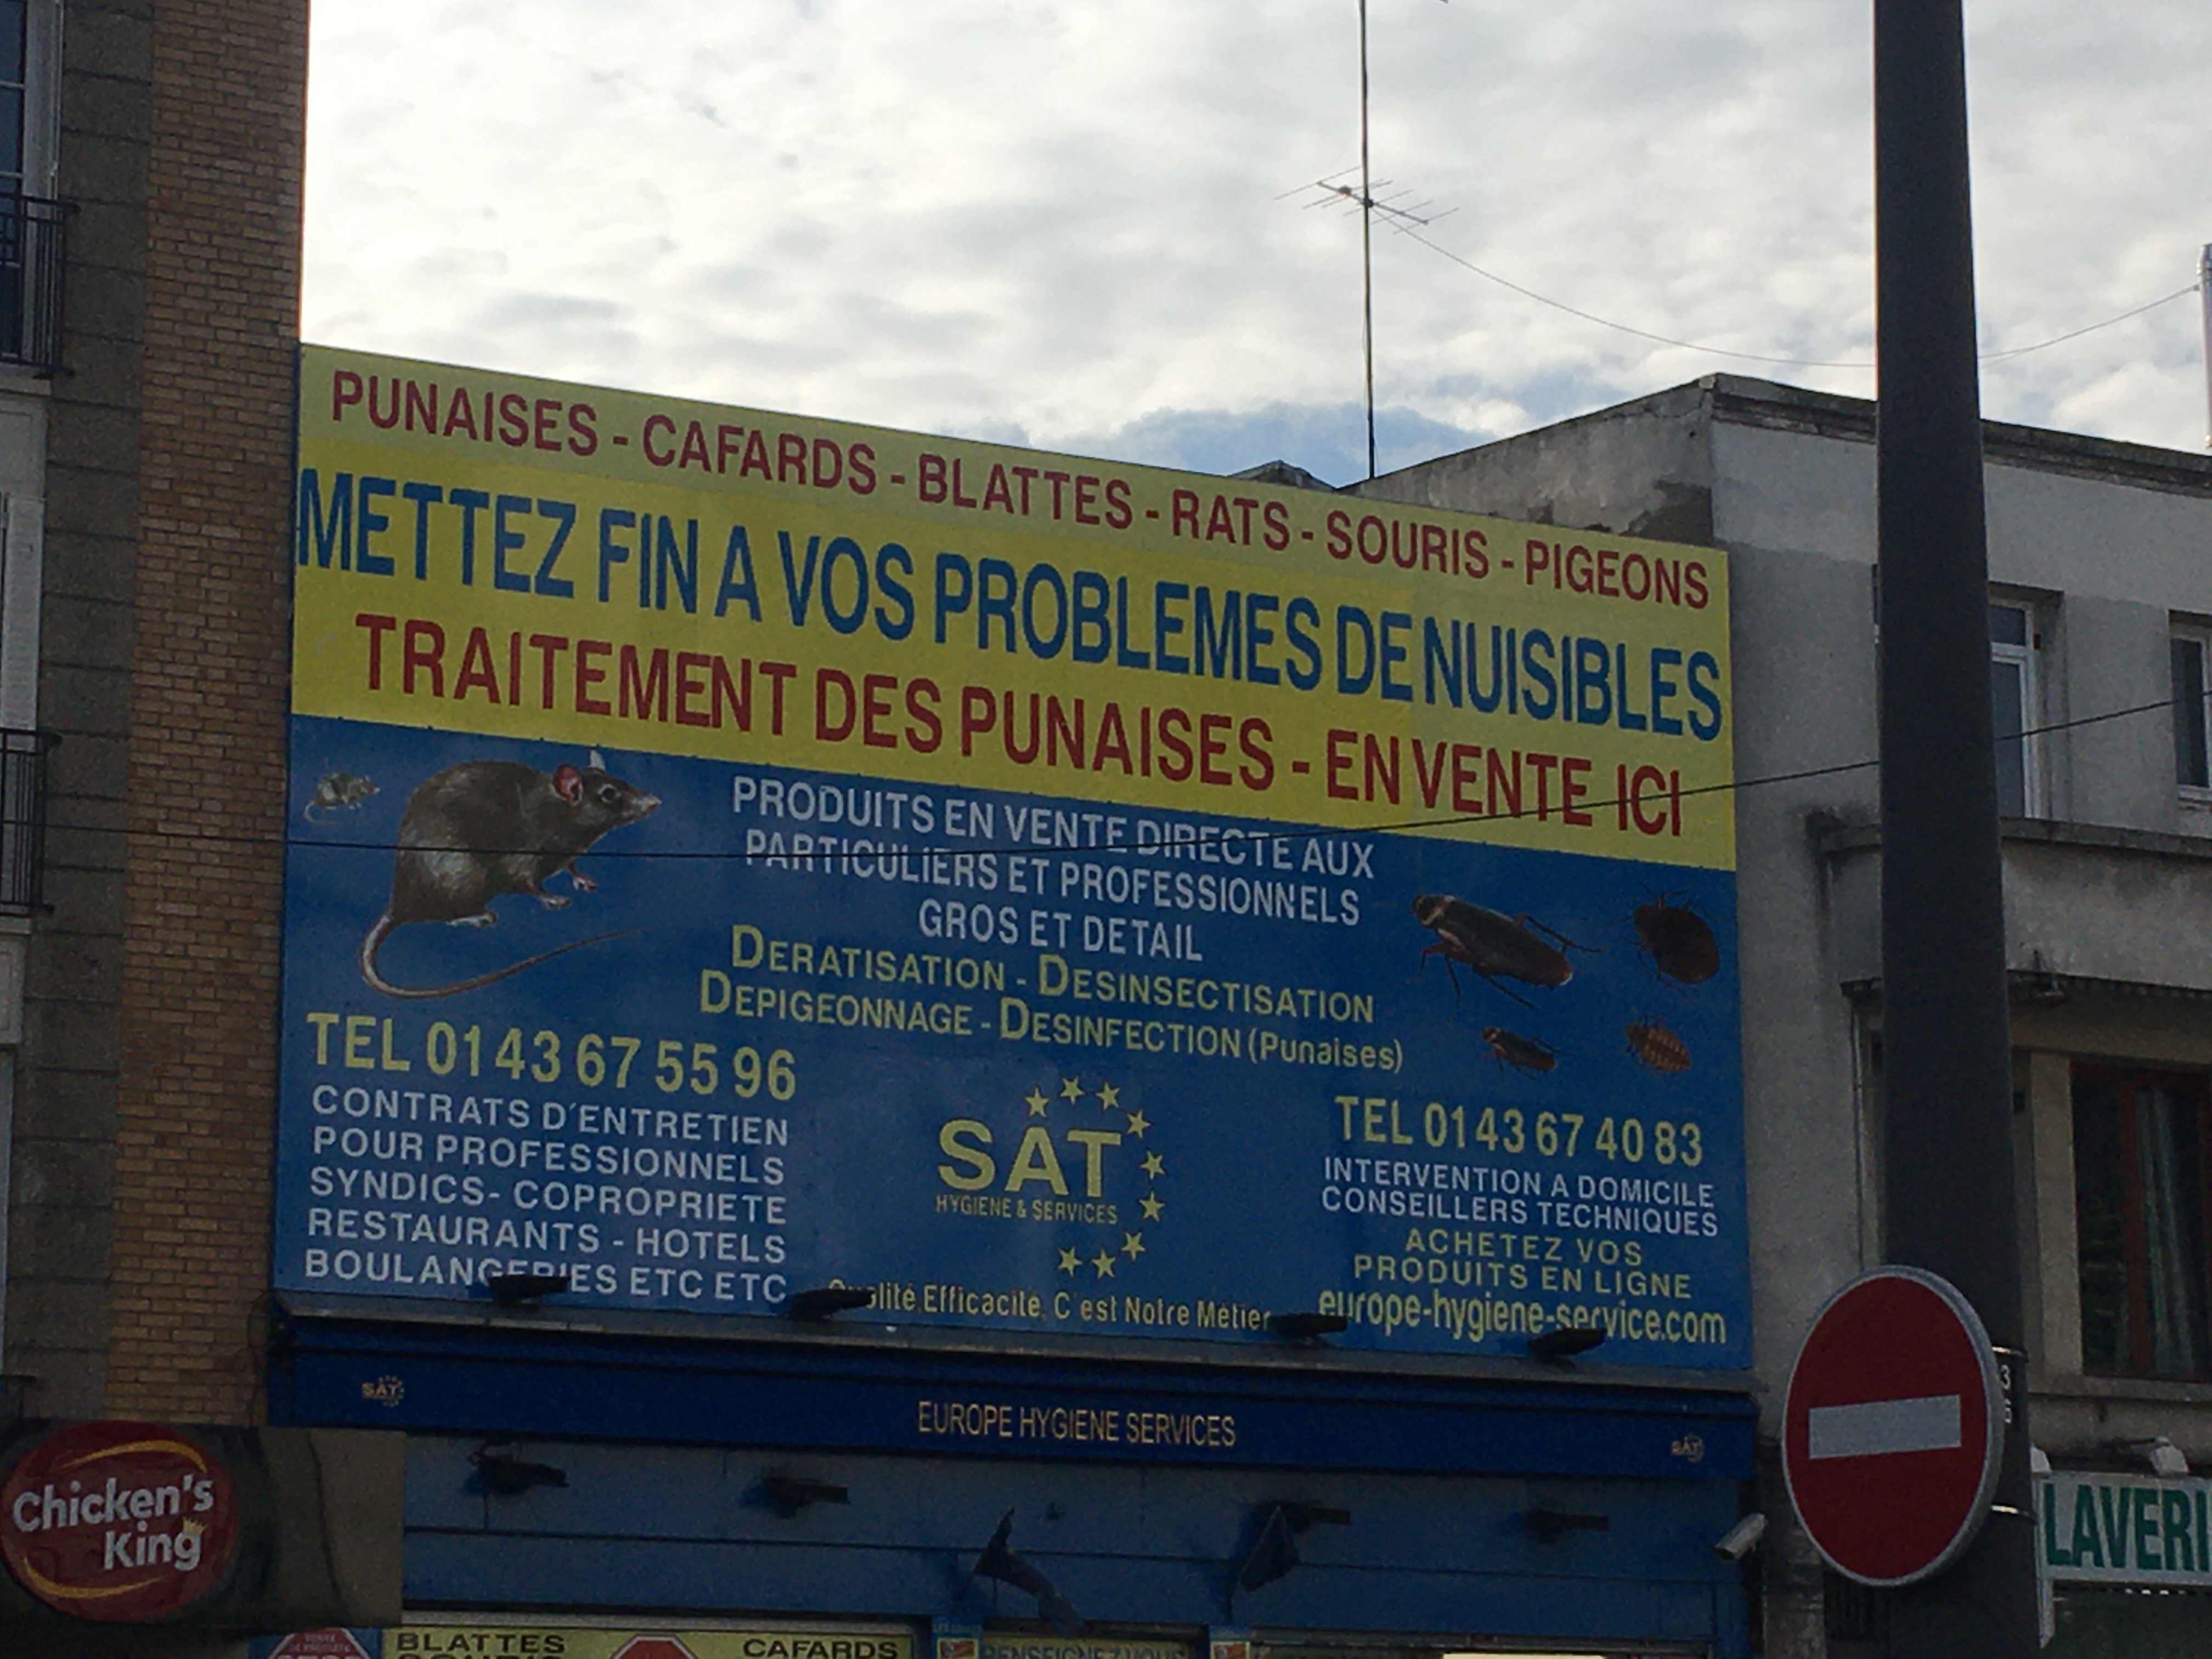 PUNAISES - CAFARDS - BLATTES - RATS - SOURIS - PIGEONS
METTEZ FIN A VOS PROBLEMES DE NUISIBLES
TRAITEMENT DES PUNAISES - EN VENTE ICI
PRODUITS EN VENTE DIRECTE AUX
PARTICULIERS ET PROFESSIONNELS
GROS ET DETAIL
DERATISATION - DESINSECTISATION
DEPIGEONNAGE - DESINFECTION (Punaises)
TEL 01 43 67 55 96
CONTRATS D'ENTRETIEN
POUR PROFESSIONNELS
SYNDICS- COPROPRIETE
RESTAURANTS - HOTELS
BOULANGERIES ETC ETC
SAT
HYGIENE & SERVICES
Qualité, Efficacité, C'est Notre Métier
TEL 01 43 67 40 83
INTERVENTION A DOMICILE
CONSEILLERS TECHNIQUES
ACHETEZ VOS
PRODUITS EN LIGNE
europe-hygiene-service.com
SAT
EUROPE HYGIENE SERVICES
SAT
Chicken's
King
LAVERI
BLATTES
CAFARDS
RENSEIGNEZ-VOUS